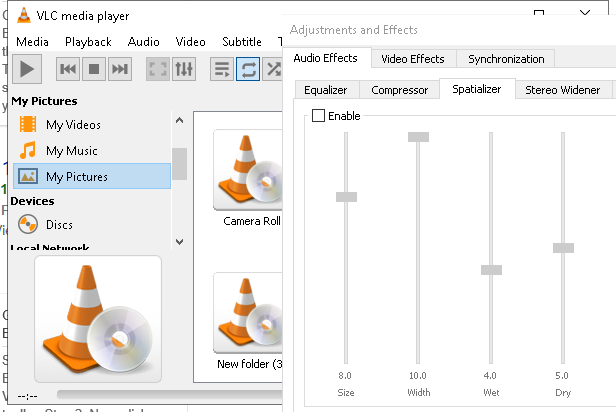 VLC media player
Media Playback Audio Video Subtitle
My Pictures
My Videos
My Music
My Pictures
Devices
Discs
Local Network
Camera Roll
New folder (3
--:--
Adjustments and Effects
Audio Effects Video Effects Synchronization
Equalizer Compressor Spatializer Stereo Widener
Enable
8.0 10.0 4.0 5.0
Size Width Wet Dry